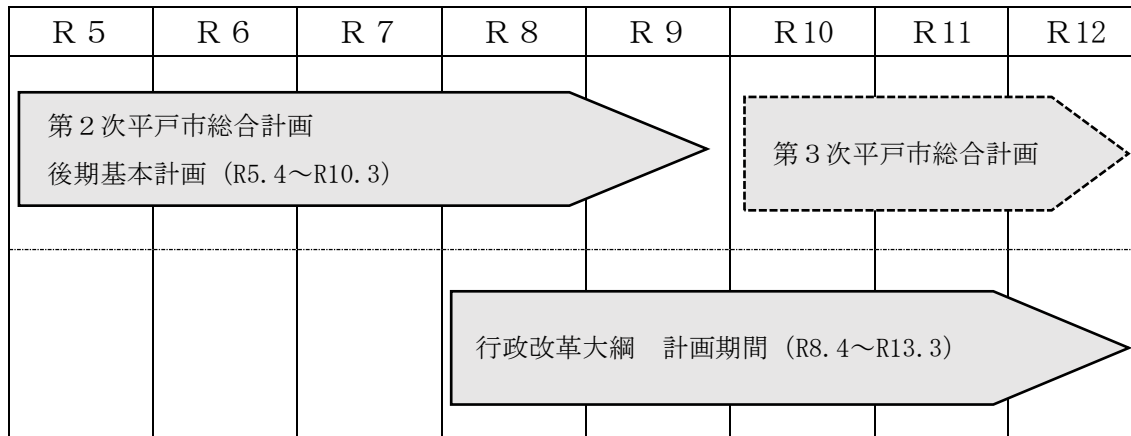 R５ R６ R７ R８ R９ R10 R11 R12
第２次平戸市総合計画
後期基本計画（R5.4～R10.3）
第３次平戸市総合計画
行政改革大綱　計画期間（R8.4～R13.3）